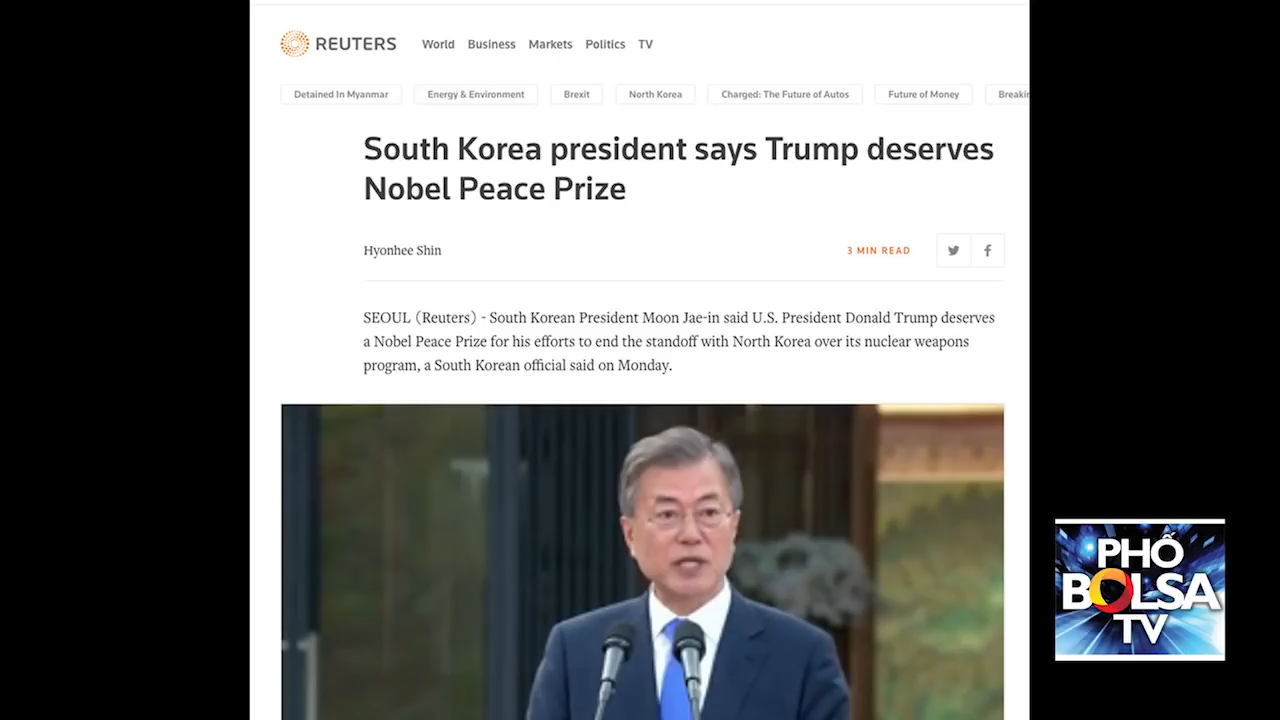 REUTERS World Business Markets Politics TV
Detained In Myanmar Energy & Environment Brexit North Korea Charged: The Future of Autos Future of Money Breakin
South Korea president says Trump deserves
Nobel Peace Prize
Hyonhee Shin 3 MIN READ
SEOUL (Reuters) - South Korean President Moon Jae-in said U.S. President Donald Trump deserves
a Nobel Peace Prize for his efforts to end the standoff with North Korea over its nuclear weapons
program, a South Korean official said on Monday.
PHỐ
BOLSA
TV